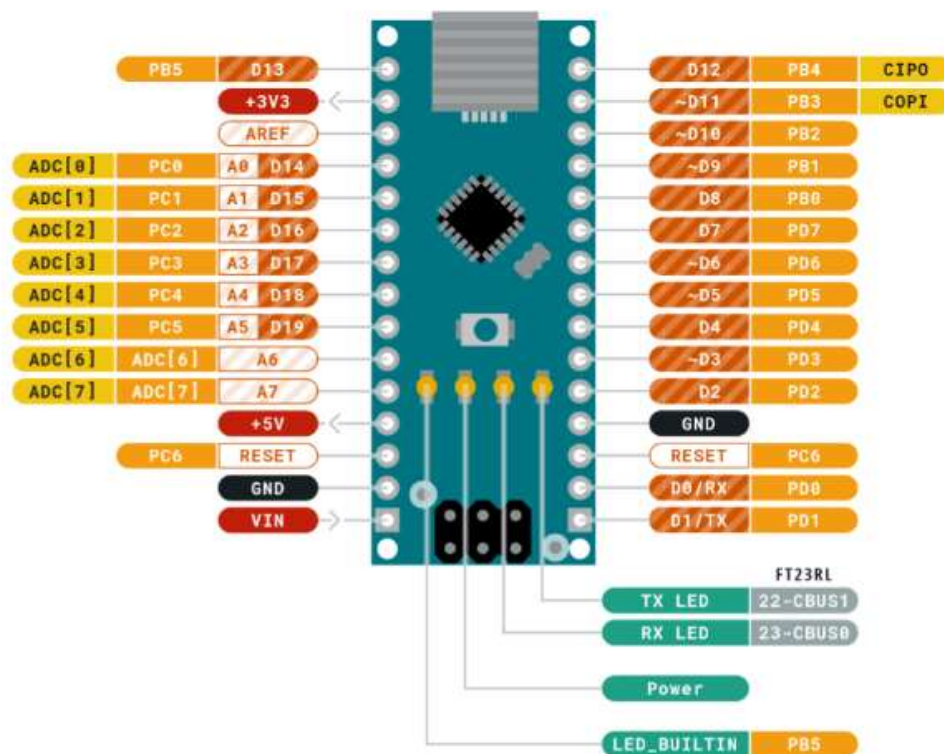 PB5 D13 D12 PB4 CIPO
+3V3 ~D11 PB3 COPI
AREF ~D10 PB2
ADC[0] PC0 A0 D14 ~D9 PB1
ADC[1] PC1 A1 D15 D8 PB0
ADC[2] PC2 A2 D16 D7 PD7
ADC[3] PC3 A3 D17 ~D6 PD6
ADC[4] PC4 A4 D18 ~D5 PD5
ADC[5] PC5 A5 D19 D4 PD4
ADC[6] ADC[6] A6 ~D3 PD3
ADC[7] ADC[7] A7 D2 PD2
+5V GND
PC6 RESET RESET PC6
GND D0/RX PD0
VIN D1/TX PD1
FT23RL
TX LED 22-CBUS1
RX LED 23-CBUS0
Power
LED_BUILTIN PB5